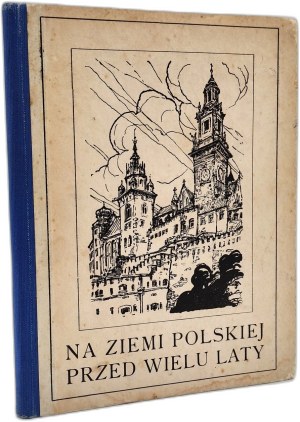 NA ZIEMI POLSKIEJ
PRZED WIELU LATY